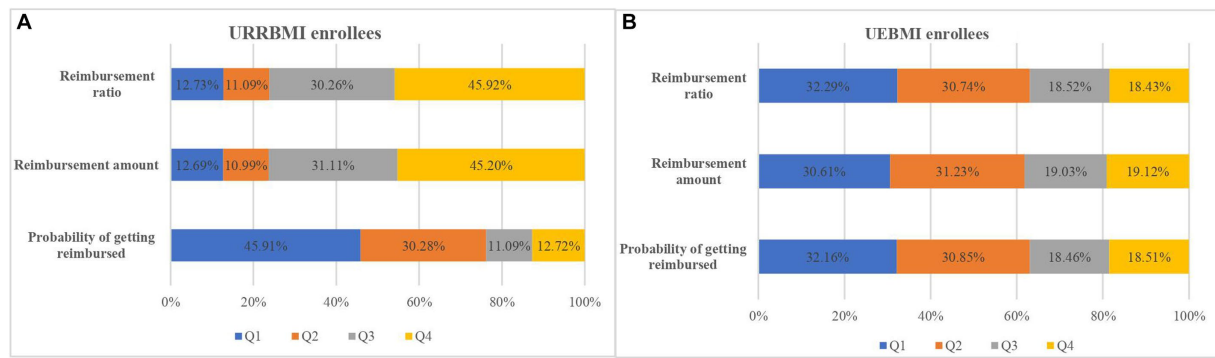 A
URRBMI enrollees
Reimbursement
ratio
12.73% 11.09% 30.26% 45.92%
Reimbursement amount
12.69% 10.99% 31.11% 45.20%
Probability of getting
reimbursed
45.91% 30.28% 11.09% 12.72%
0% 20% 40% 60% 80% 100%
Q1 Q2 Q3 Q4
B
UEBMI enrollees
Reimbursement
ratio
32.29% 30.74% 18.52% 18.43%
Reimbursement
amount
30.61% 31.23% 19.03% 19.12%
Probability of getting
reimbursed
32.16% 30.85% 18.46% 18.51%
0% 20% 40% 60% 80% 100%
Q1 Q2 Q3 Q4